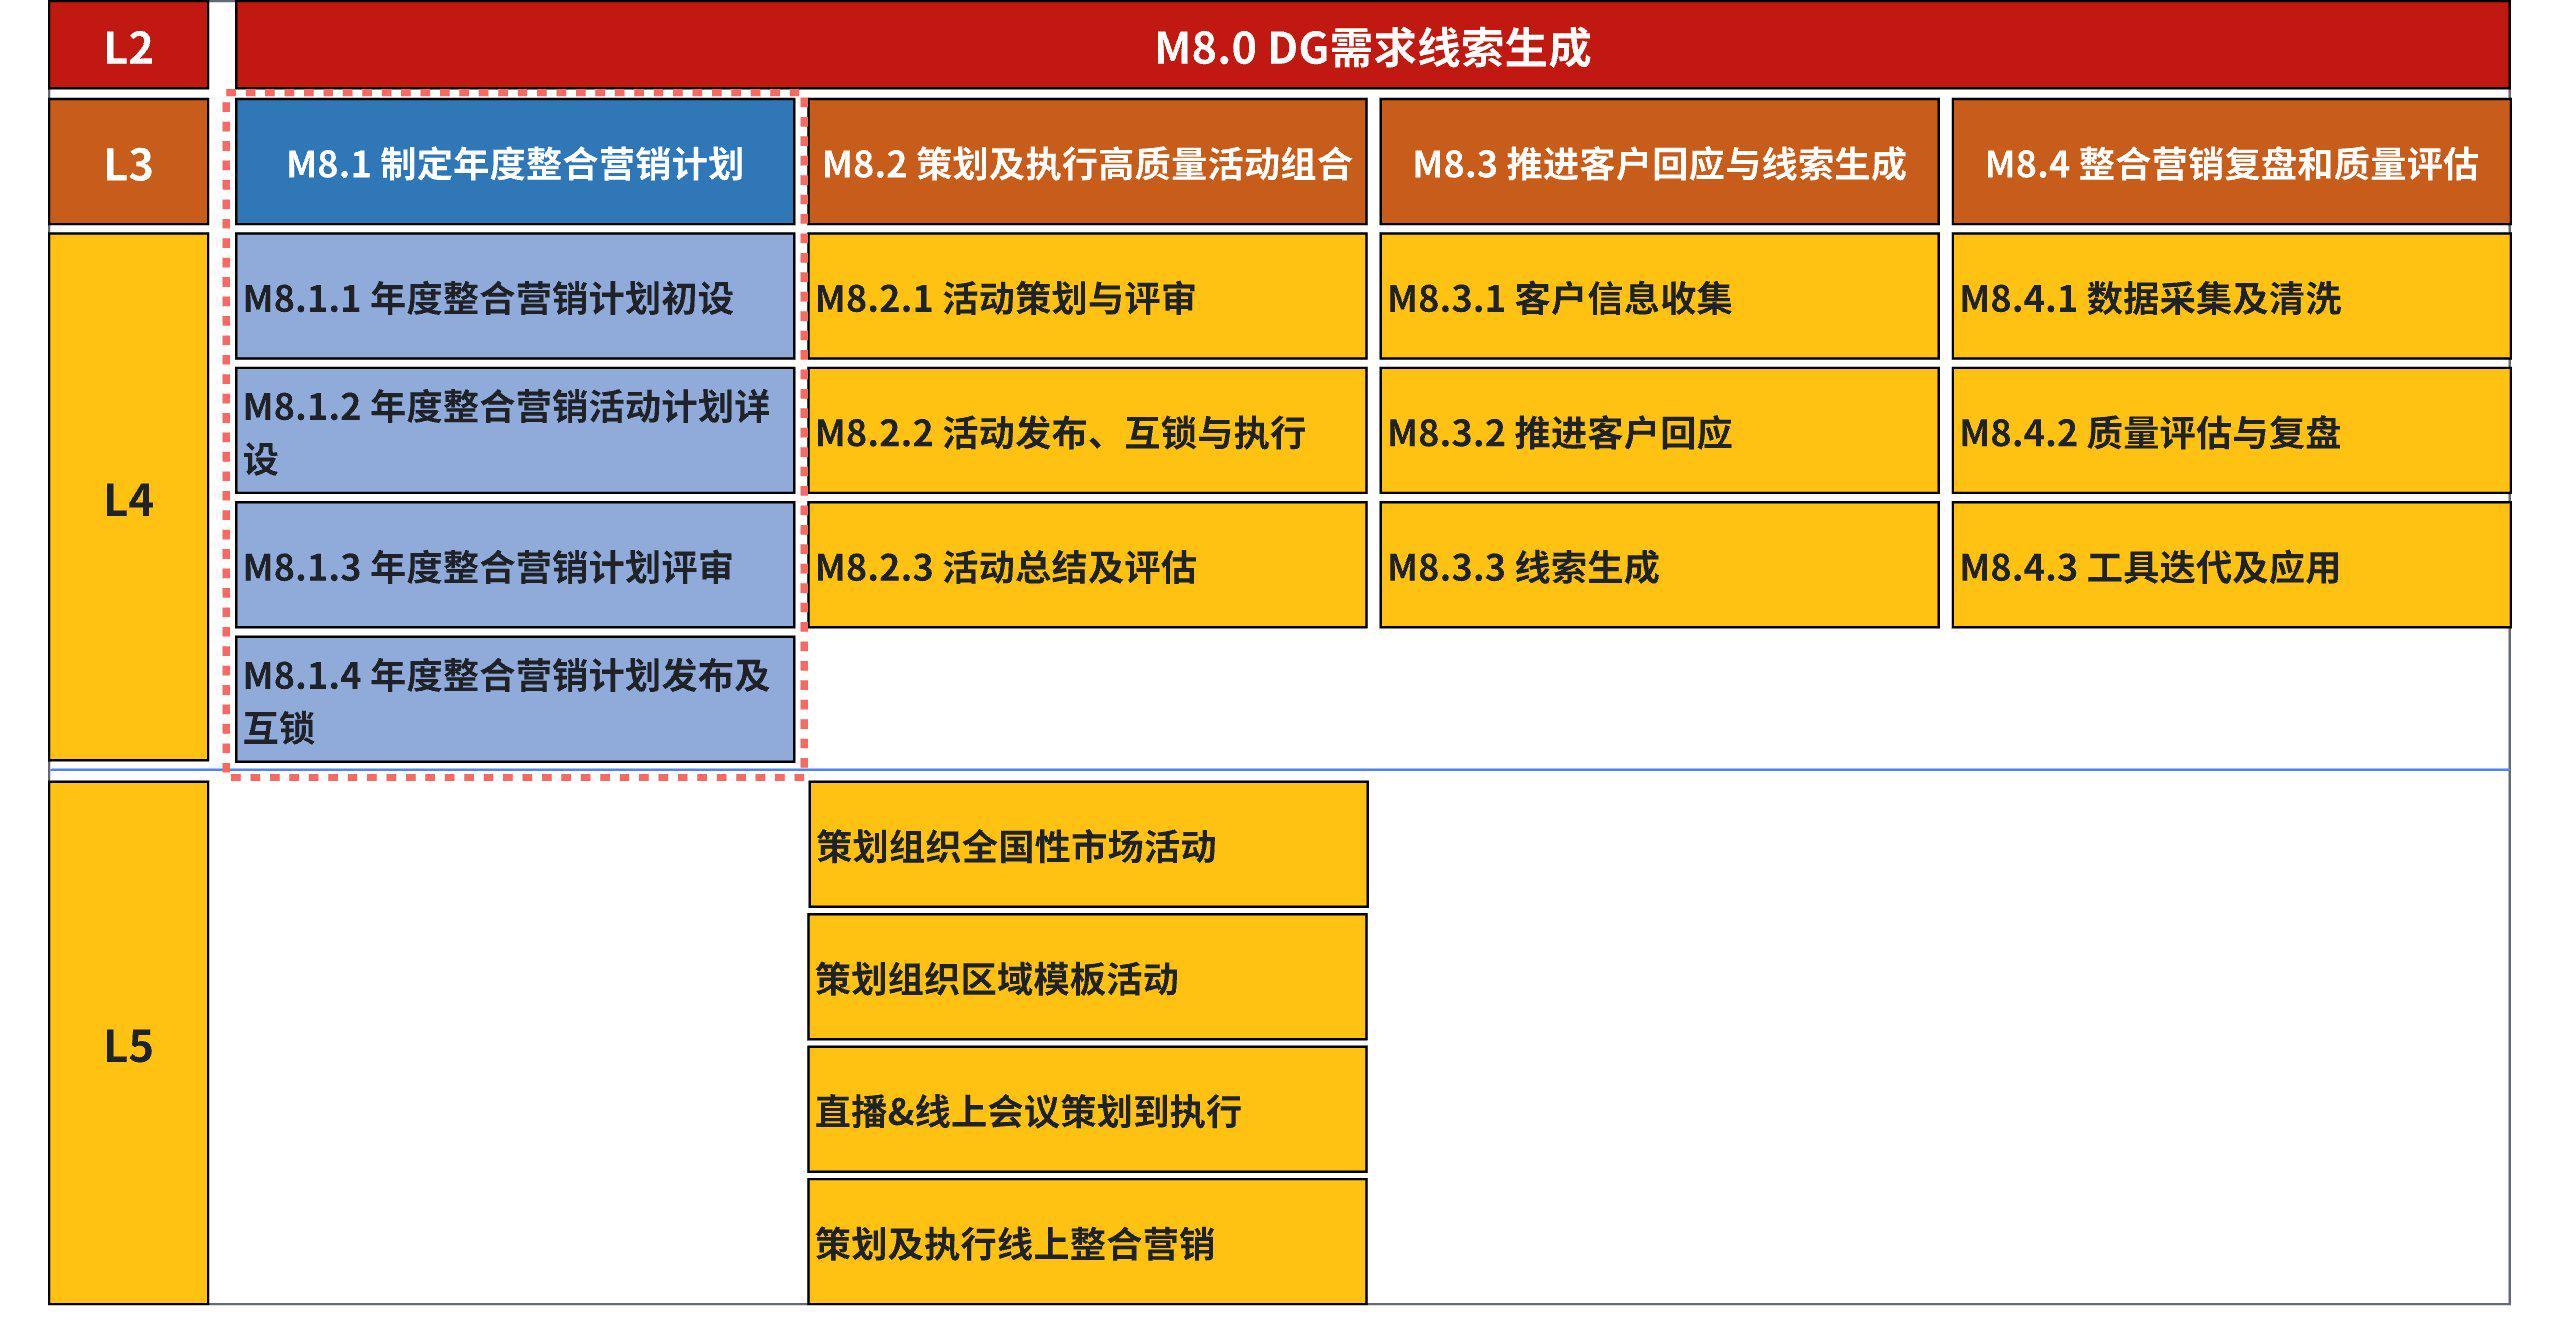 L2
M8.0 DG需求线索生成
L3
M8.1 制定年度整合营销计划
M8.2 策划及执行高质量活动组合
M8.3 推进客户回应与线索生成
M8.4 整合营销复盘和质量评估
L4
M8.1.1 年度整合营销计划初设
M8.2.1 活动策划与评审
M8.3.1 客户信息收集
M8.4.1 数据采集及清洗
M8.1.2 年度整合营销活动计划详
设
M8.2.2 活动发布、互锁与执行
M8.3.2 推进客户回应
M8.4.2 质量评估与复盘
M8.1.3 年度整合营销计划评审
M8.2.3 活动总结及评估
M8.3.3 线索生成
M8.4.3 工具迭代及应用
M8.1.4 年度整合营销计划发布及
互锁
L5
策划组织全国性市场活动
策划组织区域模板活动
直播&线上会议策划到执行
策划及执行线上整合营销